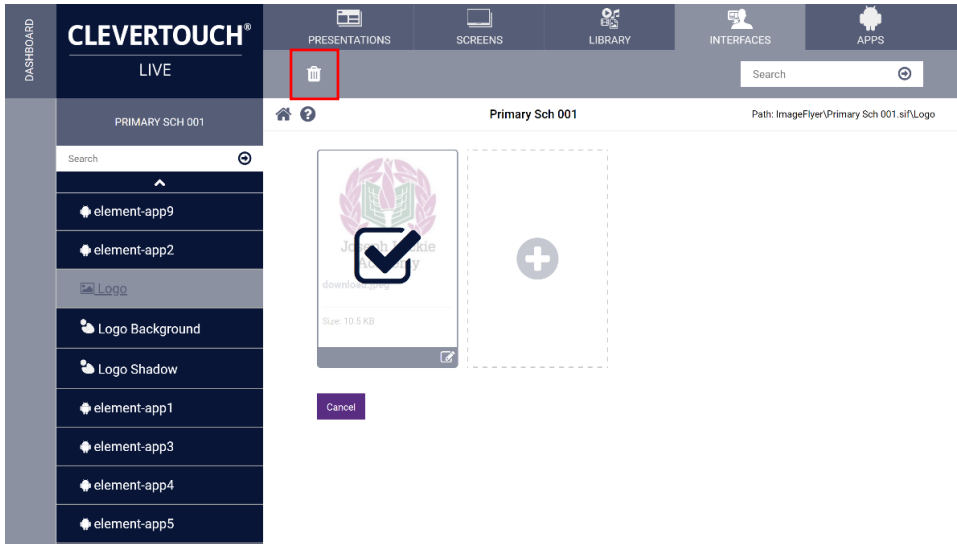 DASHBOARD
CLEVERTOUCH®
LIVE
PRESENTATIONS
SCREENS
LIBRARY
INTERFACES
APPS
Search
PRIMARY SCH 001
Primary Sch 001
Path: ImageFlyer\Primary Sch 001.sif\Logo
Search
element-app9
element-app2
Logo
Logo Background
Logo Shadow
element-app1
element-app3
element-app4
element-app5
Academy
download.jpeg
Size: 10.5 KB
Cancel